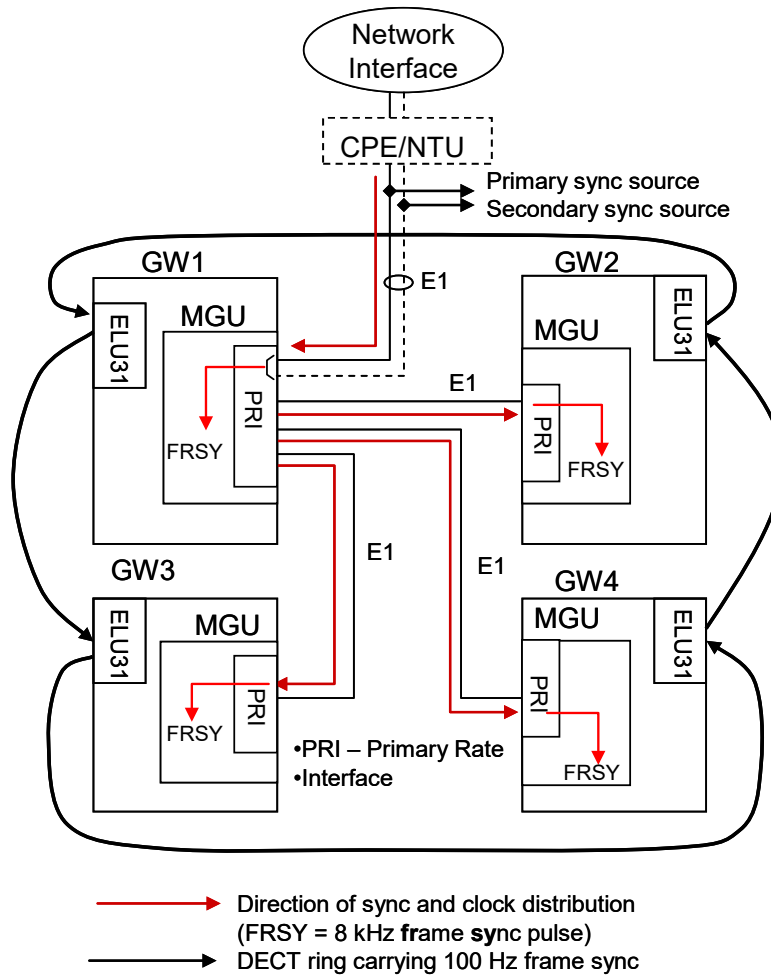 Network
Interface
CPE/NTU
Primary sync source
Secondary sync source
GW1
GW2
E1
ELU31
MGU
PRI
FRSY
E1
MGU
ELU31
PRI
FRSY
E1
E1
GW3
GW4
ELU31
MGU
PRI
FRSY
MGU
ELU31
PRI
FRSY
•PRI – Primary Rate
•Interface
Direction of sync and clock distribution
(FRSY = 8 kHz frame sync pulse)
DECT ring carrying 100 Hz frame sync